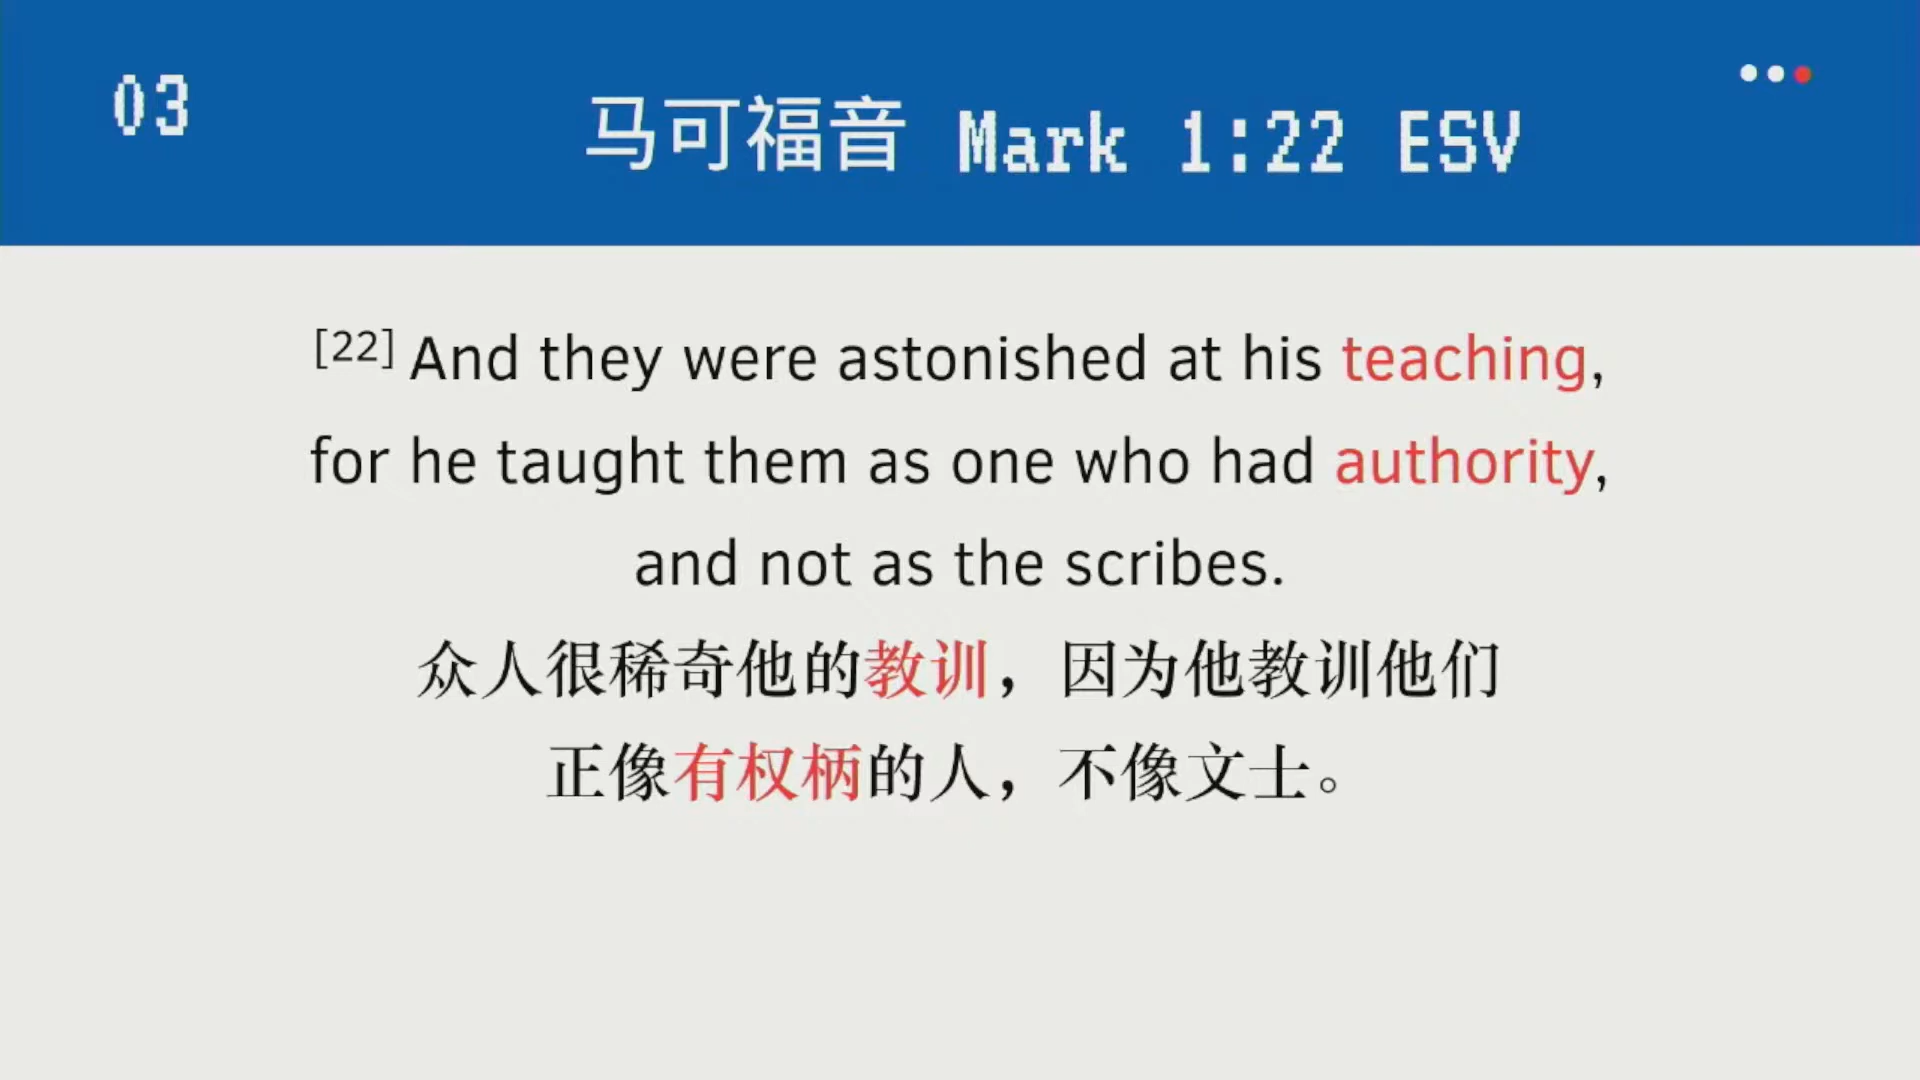 03
马可福音 Mark 1:22 ESV
[22] And they were astonished at his teaching,
for he taught them as one who had authority,
and not as the scribes.
众人很稀奇他的教训，因为他教训他们
正像有权柄的人，不像文士。